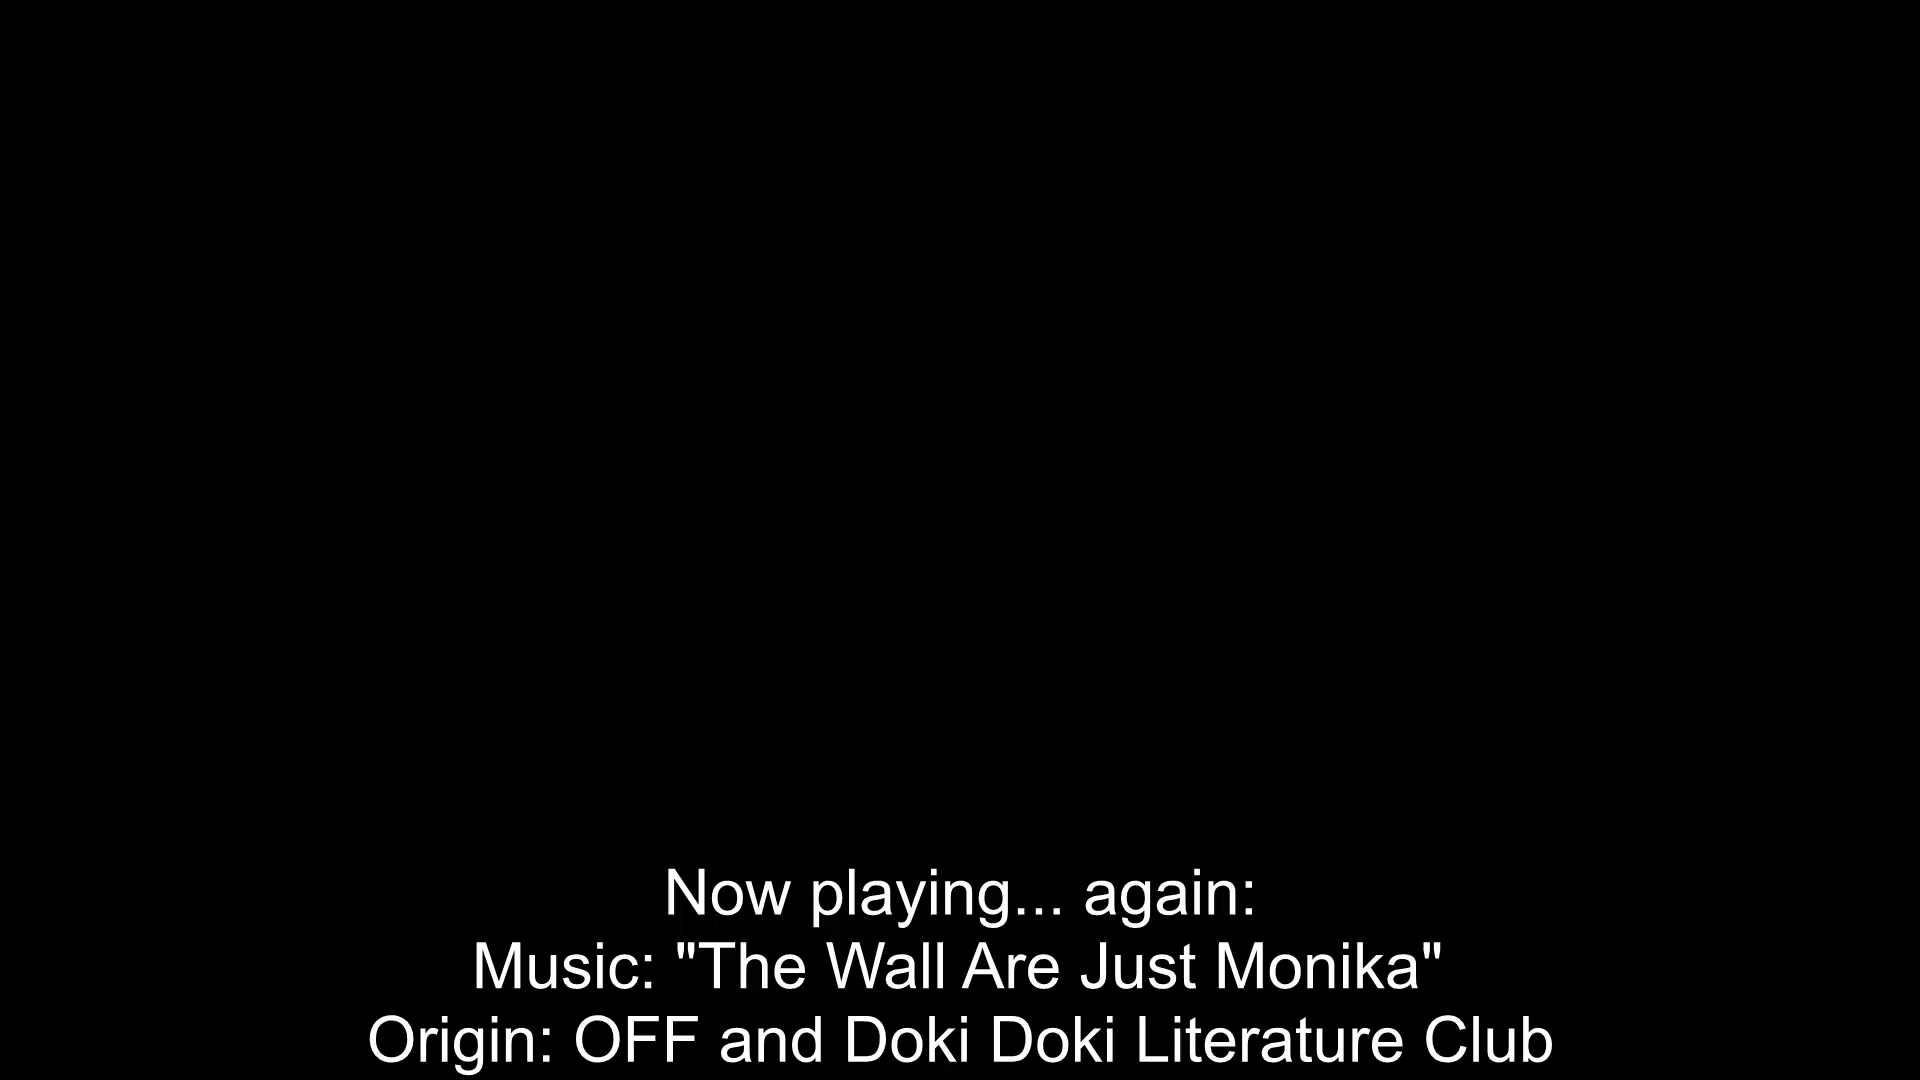 Now playing... again:
Music: "The Wall Are Just Monika"
Origin: OFF and Doki Doki Literature Club